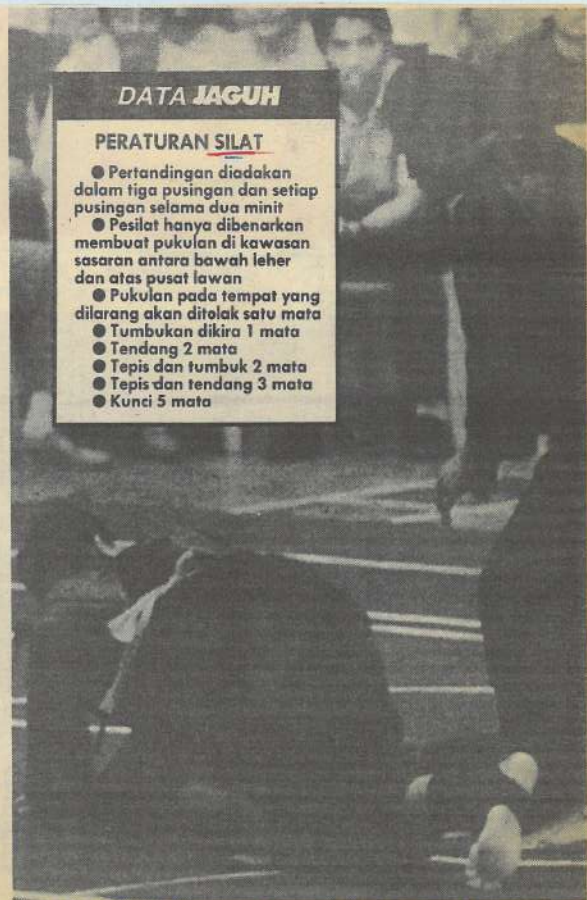 DATA JAGUH
PERATURAN SILAT
● Pertandingan diadakan
dalam tiga pusingan dan setiap
pusingan selama dua minit
● Pesilat hanya dibenarkan
membuat pukulan di kawasan
sasaran antara bawah leher
dan atas pusat lawan
● Pukulan pada tempat yang
dilarang akan ditolak satu mata
● Tumbukan dikira 1 mata
● Tendang 2 mata
● Tepis dan tumbuk 2 mata
● Tepis dan tendang 3 mata
● Kunci 5 mata